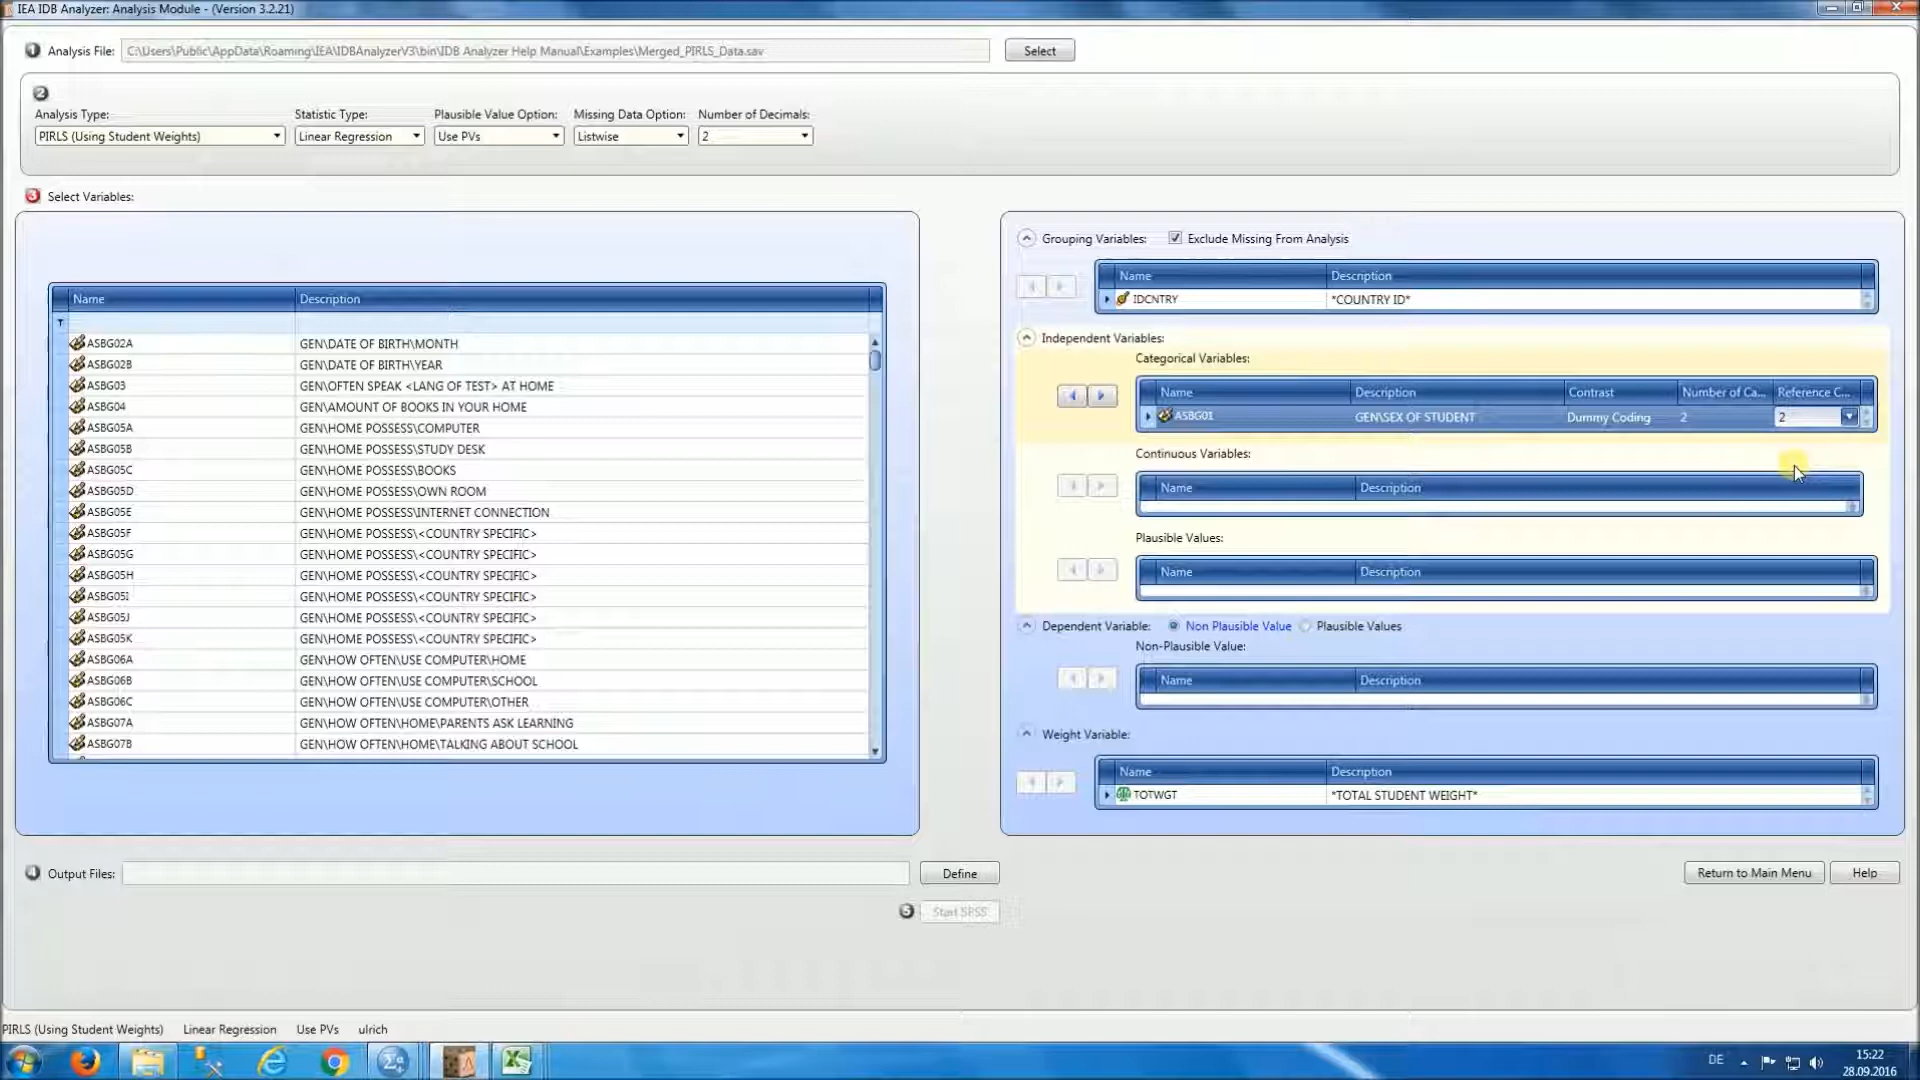 IEA IDB Analyzer: Analysis Module - (Version 3.2.21)
1 Analysis File: C:\Users\Public\AppData\Roaming\IEA\IDBAnalyzerV3\bin\IDB Analyzer Help Manual\Examples\Merged_PIRLS_Data.sav Select
2
Analysis Type: Statistic Type: Plausible Value Option: Missing Data Option: Number of Decimals:
PIRLS (Using Student Weights) Linear Regression Use PVs Listwise 2
3 Select Variables:
Name Description
ASBG02A GEN\DATE OF BIRTH\MONTH
ASBG02B GEN\DATE OF BIRTH\YEAR
ASBG03 GEN\OFTEN SPEAK <LANG OF TEST> AT HOME
ASBG04 GEN\AMOUNT OF BOOKS IN YOUR HOME
ASBG05A GEN\HOME POSSESS\COMPUTER
ASBG05B GEN\HOME POSSESS\STUDY DESK
ASBG05C GEN\HOME POSSESS\BOOKS
ASBG05D GEN\HOME POSSESS\OWN ROOM
ASBG05E GEN\HOME POSSESS\INTERNET CONNECTION
ASBG05F GEN\HOME POSSESS\<COUNTRY SPECIFIC>
ASBG05G GEN\HOME POSSESS\<COUNTRY SPECIFIC>
ASBG05H GEN\HOME POSSESS\<COUNTRY SPECIFIC>
ASBG05I GEN\HOME POSSESS\<COUNTRY SPECIFIC>
ASBG05J GEN\HOME POSSESS\<COUNTRY SPECIFIC>
ASBG05K GEN\HOME POSSESS\<COUNTRY SPECIFIC>
ASBG06A GEN\HOW OFTEN\USE COMPUTER\HOME
ASBG06B GEN\HOW OFTEN\USE COMPUTER\SCHOOL
ASBG06C GEN\HOW OFTEN\USE COMPUTER\OTHER
ASBG07A GEN\HOW OFTEN\HOME\PARENTS ASK LEARNING
ASBG07B GEN\HOW OFTEN\HOME\TALKING ABOUT SCHOOL
Grouping Variables: Exclude Missing From Analysis
Name Description
IDCNTRY *COUNTRY ID*
Independent Variables:
Categorical Variables:
Name Description Contrast Number of Ca... Reference C...
ASBG01 GEN\SEX OF STUDENT Dummy Coding 2 2
Continuous Variables:
Name Description
Plausible Values:
Name Description
Dependent Variable: Non Plausible Value Plausible Values
Non-Plausible Value:
Name Description
Weight Variable:
Name Description
TOTWGT *TOTAL STUDENT WEIGHT*
4 Output Files: Define Return to Main Menu Help
5 Start SPSS
PIRLS (Using Student Weights) Linear Regression Use PVs ulrich
DE 15:22
28.09.2016